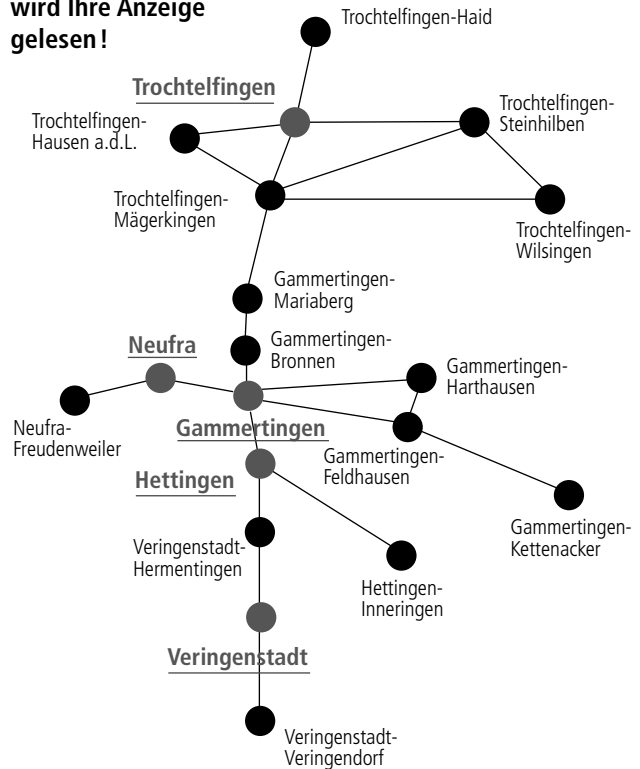 wird Ihre Anzeige
gelesen !
Trochtelfingen-Haid
Trochtelfingen
Trochtelfingen-
Hausen a.d.L.
Trochtelfingen-
Steinhilben
Trochtelfingen-
Mägerkingen
Trochtelfingen-
Wilsingen
Gammertingen-
Mariaberg
Neufra
Gammertingen-
Bronnen
Gammertingen-
Harthausen
Neufra-
Freudenweiler
Gammertingen
Gammertingen-
Feldhausen
Hettingen
Gammertingen-
Kettenacker
Veringenstadt-
Hermentingen
Hettingen-
Inneringen
Veringenstadt
Veringenstadt-
Veringendorf